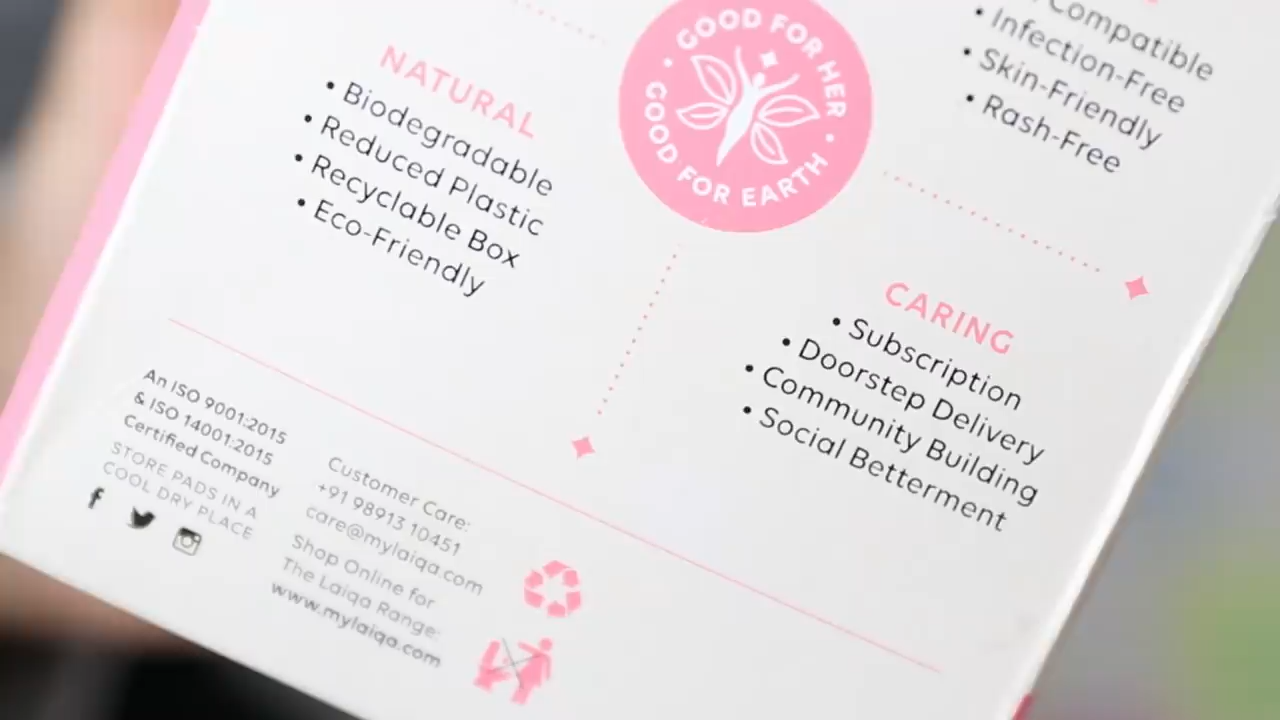 NATURAL
• Biodegradable
• Reduced Plastic
• Recyclable Box
• Eco-Friendly
GOOD FOR HER
• GOOD FOR EARTH •
Compatible
• Infection-Free
• Skin-Friendly
• Rash-Free
CARING
• Subscription
• Doorstep Delivery
• Community Building
• Social Betterment
An ISO 9001:2015
& ISO 14001:2015
Certified Company
STORE PADS IN A
COOL DRY PLACE
Customer Care:
+91 98913 10451
care@mylaiqa.com
Shop Online for
The Laiqa Range:
www.mylaiqa.com